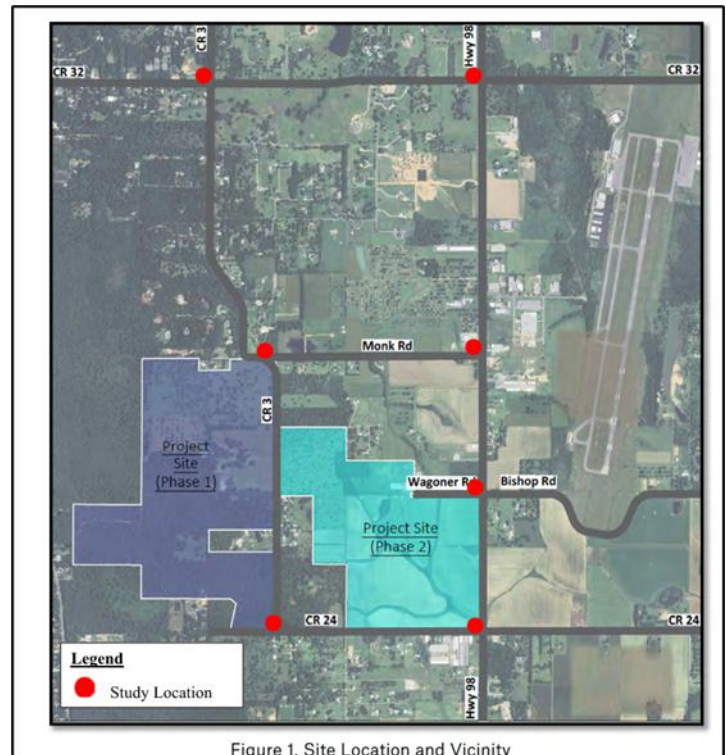 CR 3
Hwy 98
CR 32
CR 32
Monk Rd
CR 3
Project
Site
(Phase 1)
Wagoner Rd
Bishop Rd
Project Site
(Phase 2)
CR 24
CR 24
Legend
Study Location
Hwy 98
Figure 1. Site Location and Vicinity